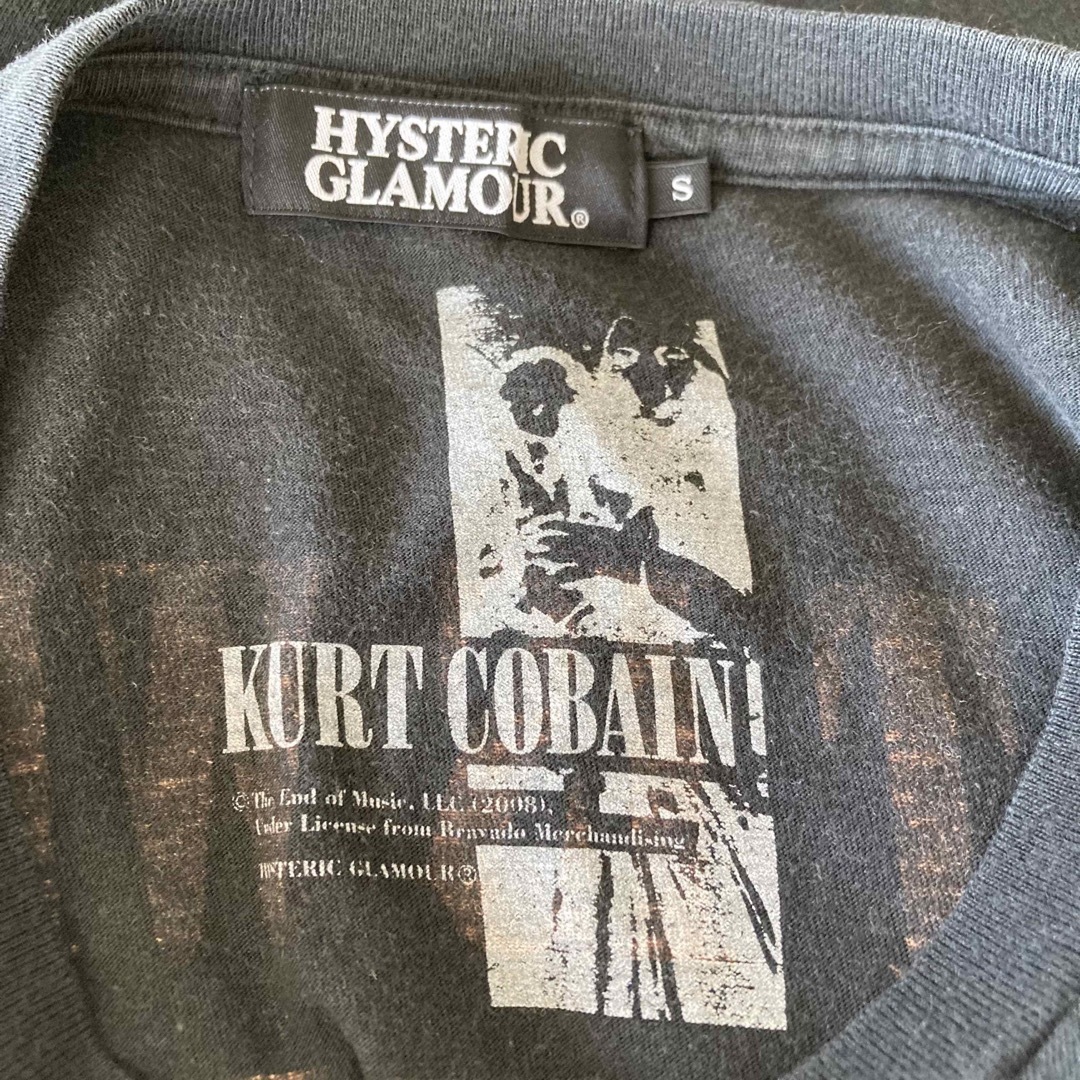 HYSTERIC
GLAMOUR®
S
KURT COBAIN
© The End of Music, LLC (2008),
Under License from Bravado Merchandising
HYSTERIC GLAMOUR®